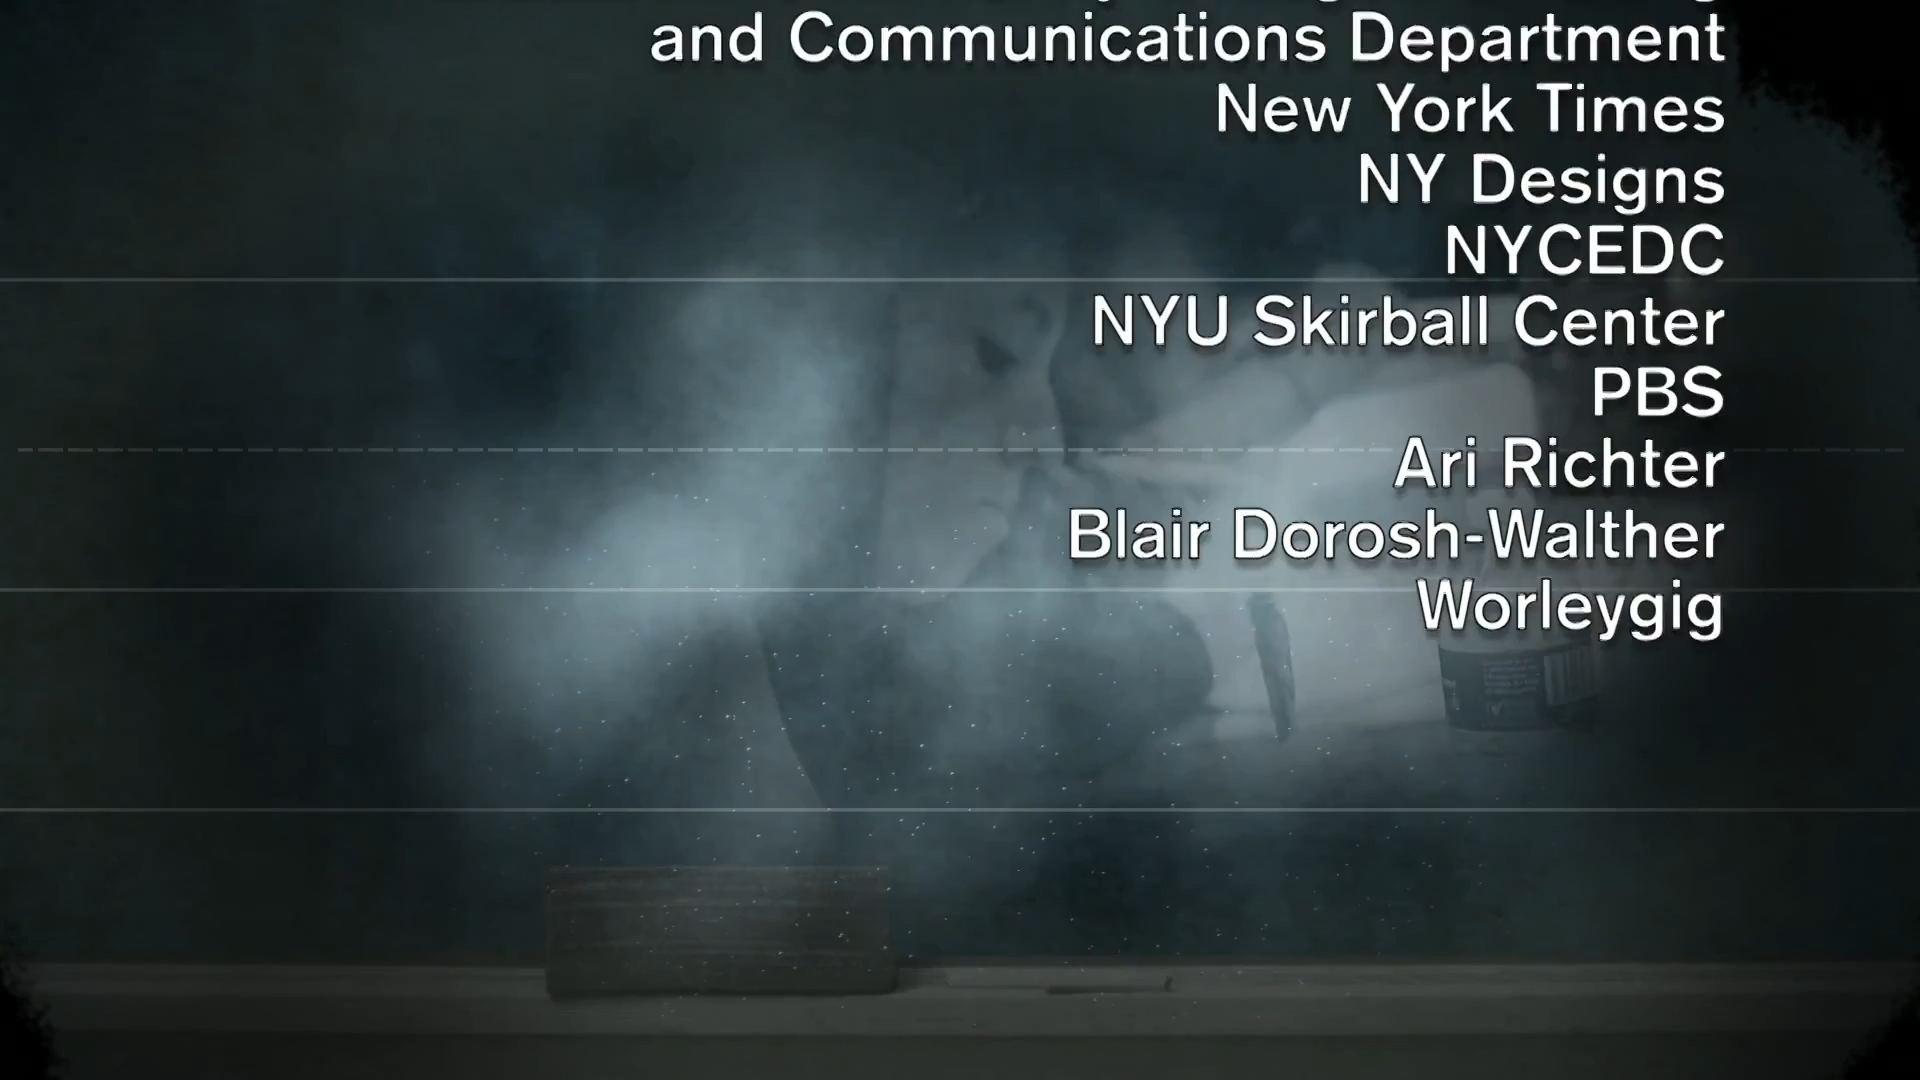 and Communications Department
New York Times
NY Designs
NYCEDC
NYU Skirball Center
PBS
Ari Richter
Blair Dorosh-Walther
Worleygig